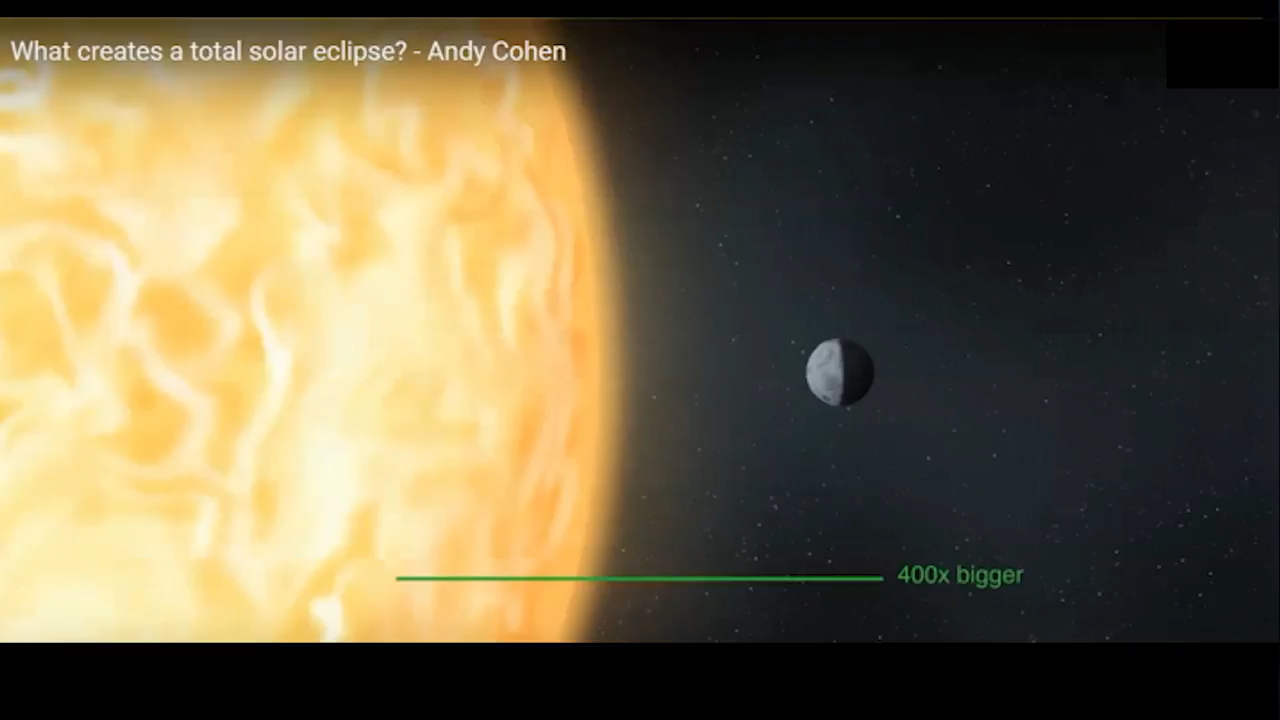 What creates a total solar eclipse? - Andy Cohen
400x bigger